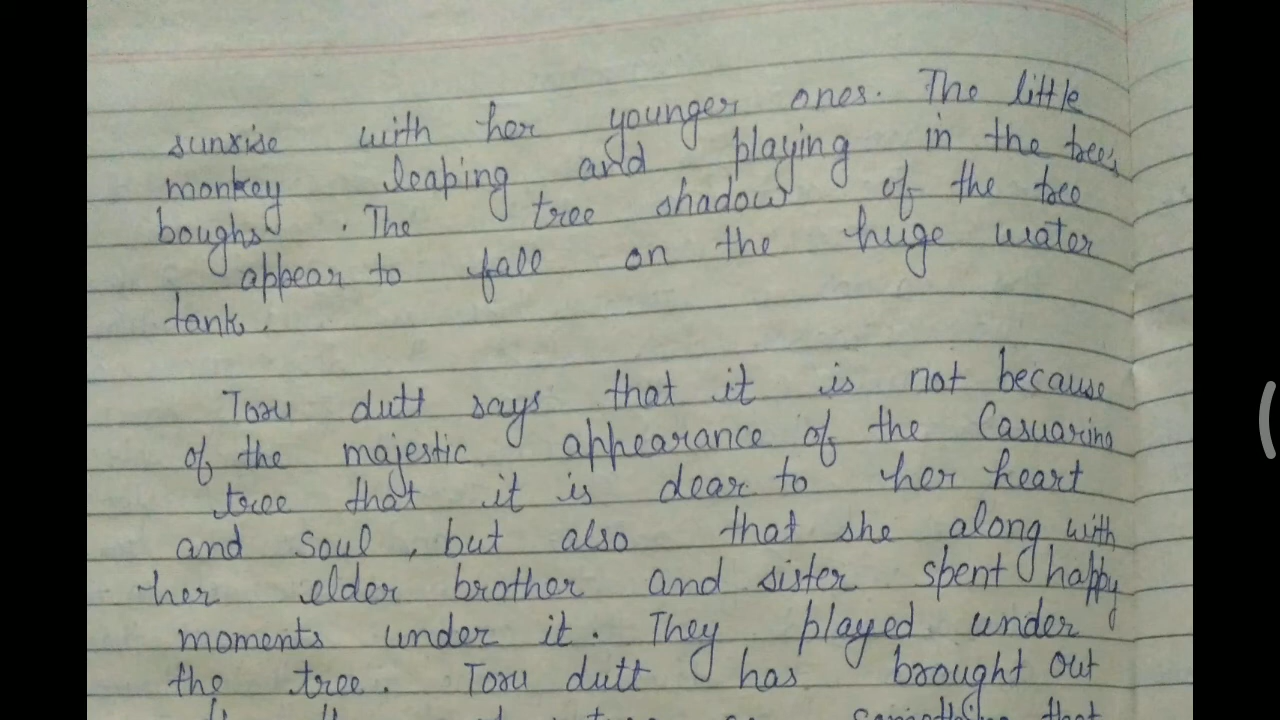 sunrise with her younger ones. The little
monkey leaping and playing in the tree's
boughs. The tree shadow of the tree
appear to fall on the huge water
tank.
Toru dutt says that it is not because
of the majestic appearance of the Casuarina
tree that it is dear to her heart
and soul, but also that she along with
her elder brother and sister spent happy
moments under it. They played under
the tree. Toru dutt has brought out
something that